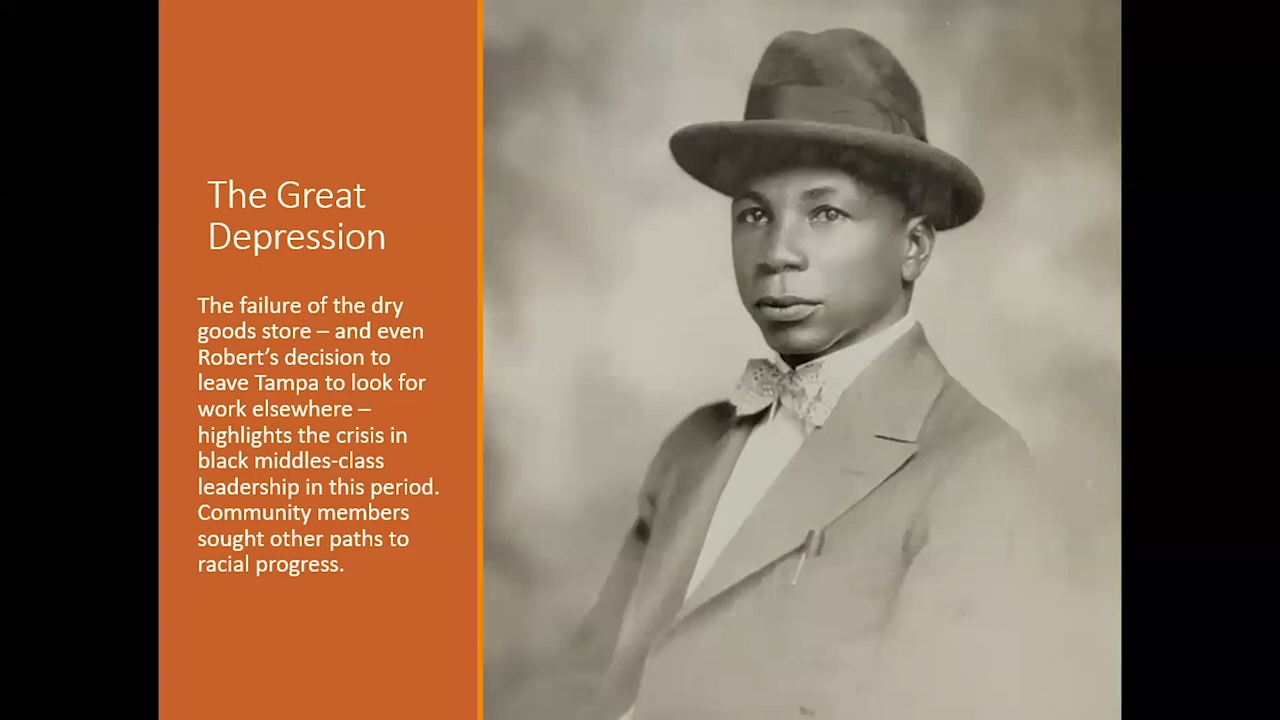 The Great
Depression
The failure of the dry
goods store – and even
Robert’s decision to
leave Tampa to look for
work elsewhere –
highlights the crisis in
black middles-class
leadership in this period.
Community members
sought other paths to
racial progress.